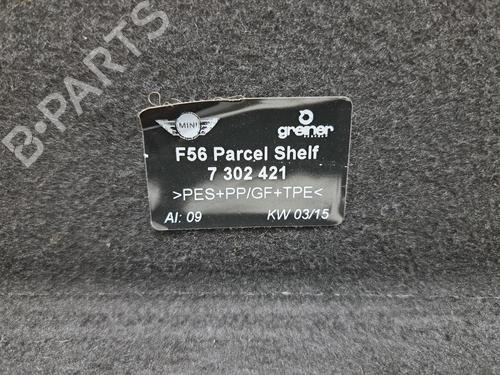 B-PARTS
MINI
greiner
F56 Parcel Shelf
7 302 421
>PES+PP/GF+TPE<
AI: 09 KW 03/15